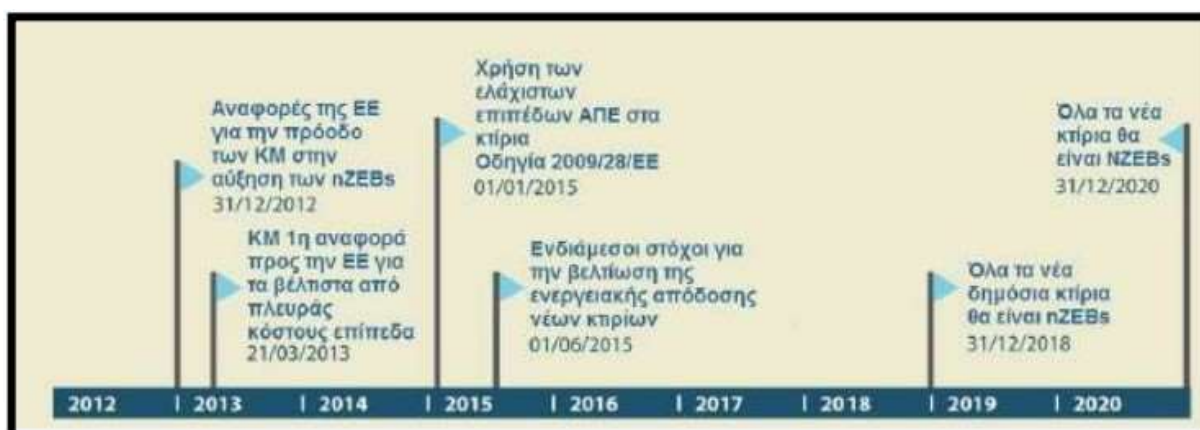 Αναφορές της ΕΕ
για την πρόοδο
των ΚΜ στην
αύξηση των nZEBs
31/12/2012
ΚΜ 1η αναφορά
προς την ΕΕ για
τα βέλτιστα από
πλευράς
κόστους επίπεδα
21/03/2013
Χρήση των
ελάχιστων
επιπέδων ΑΠΕ στα
κτίρια
Οδηγία 2009/28/ΕΕ
01/01/2015
Ενδιάμεσοι στόχοι για
την βελτίωση της
ενεργειακής απόδοσης
νέων κτιρίων
01/06/2015
Όλα τα νέα
δημόσια κτίρια
θα είναι nZEBs
31/12/2018
Όλα τα νέα
κτίρια θα
είναι NZEBs
31/12/2020
2012 | 2013 | 2014 | 2015 | 2016 | 2017 | 2018 | 2019 | 2020